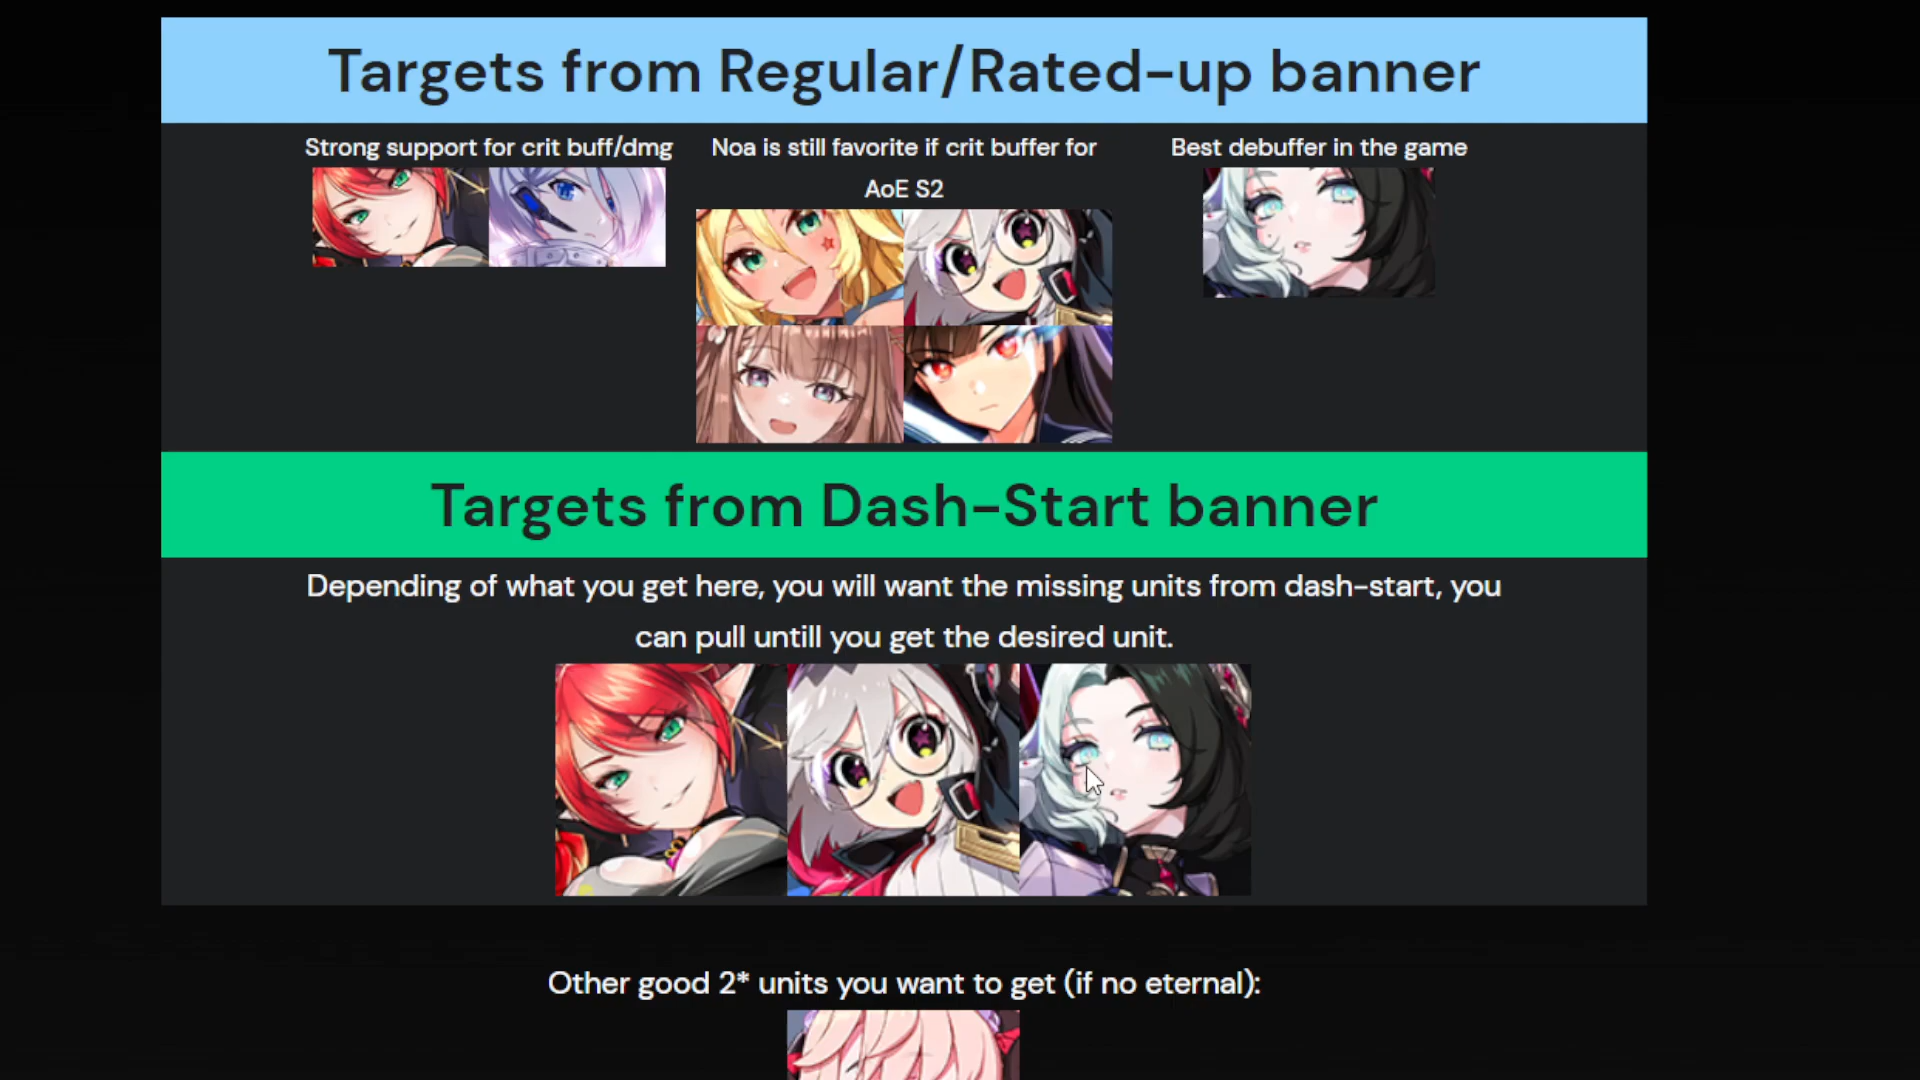 Targets from Regular/Rated-up banner
Strong support for crit buff/dmg
Noa is still favorite if crit buffer for
AoE S2
Best debuffer in the game
Targets from Dash-Start banner
Depending of what you get here, you will want the missing units from dash-start, you
can pull untill you get the desired unit.
Other good 2* units you want to get (if no eternal):